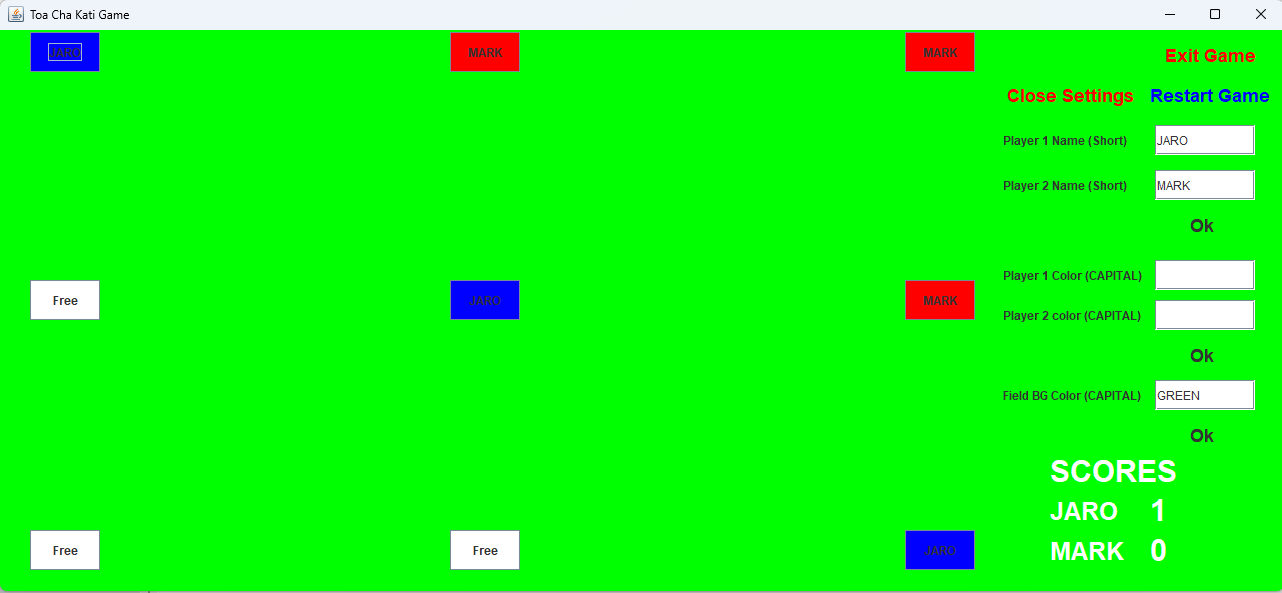 Toa Cha Kati Game
JARO MARK MARK
Exit Game
Close Settings Restart Game
Player 1 Name (Short) JARO
Player 2 Name (Short) MARK
Ok
Player 1 Color (CAPITAL)
Free JARO MARK
Player 2 color (CAPITAL)
Ok
Field BG Color (CAPITAL) GREEN
Ok
SCORES
JARO 1
MARK 0
Free Free JARO